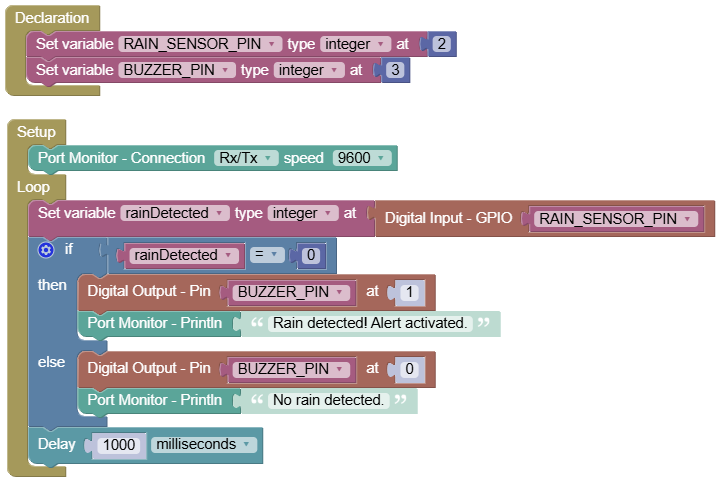 Declaration
Set variable RAIN_SENSOR_PIN type integer at 2
Set variable BUZZER_PIN type integer at 3
Setup
Port Monitor - Connection Rx/Tx speed 9600
Loop
Set variable rainDetected type integer at Digital Input - GPIO RAIN_SENSOR_PIN
if rainDetected = 0
then Digital Output - Pin BUZZER_PIN at 1
Port Monitor - Println “ Rain detected! Alert activated. ”
else Digital Output - Pin BUZZER_PIN at 0
Port Monitor - Println “ No rain detected. ”
Delay 1000 milliseconds